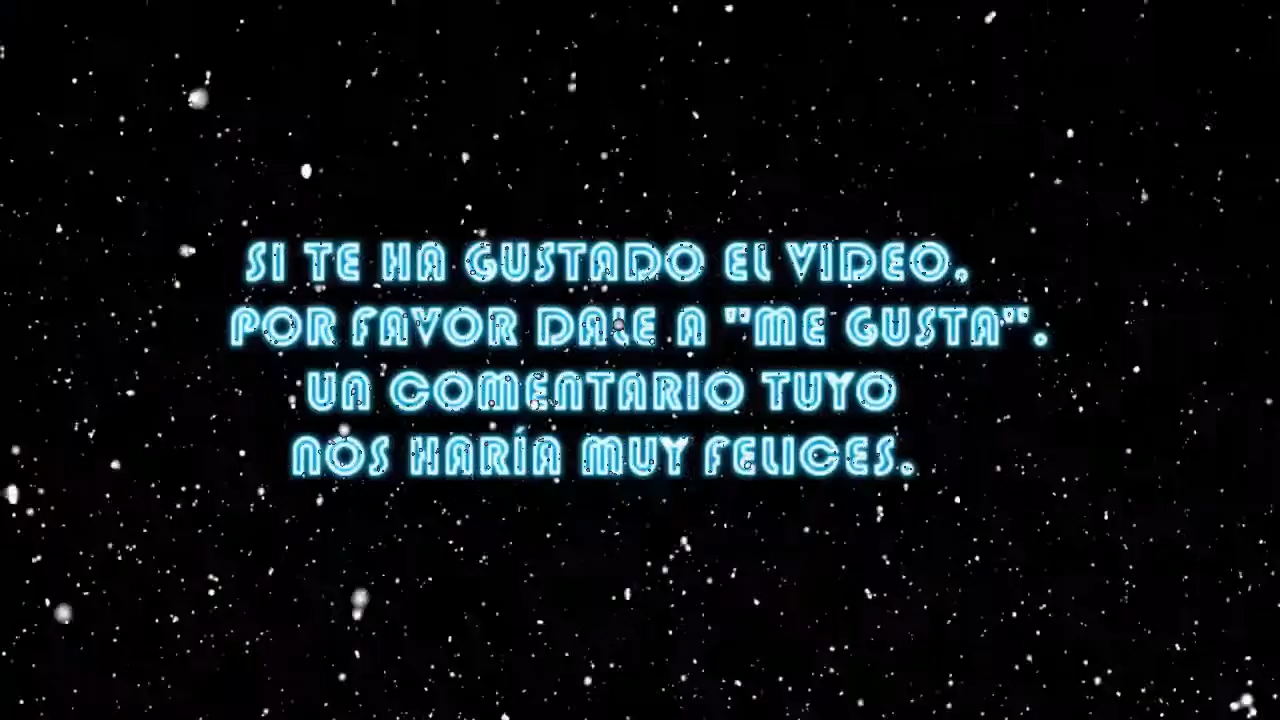 SI TE HA GUSTADO EL VIDEO,
POR FAVOR DALE A "ME GUSTA".
UN COMENTARIO TUYO
NOS HARÍA MUY FELICES.